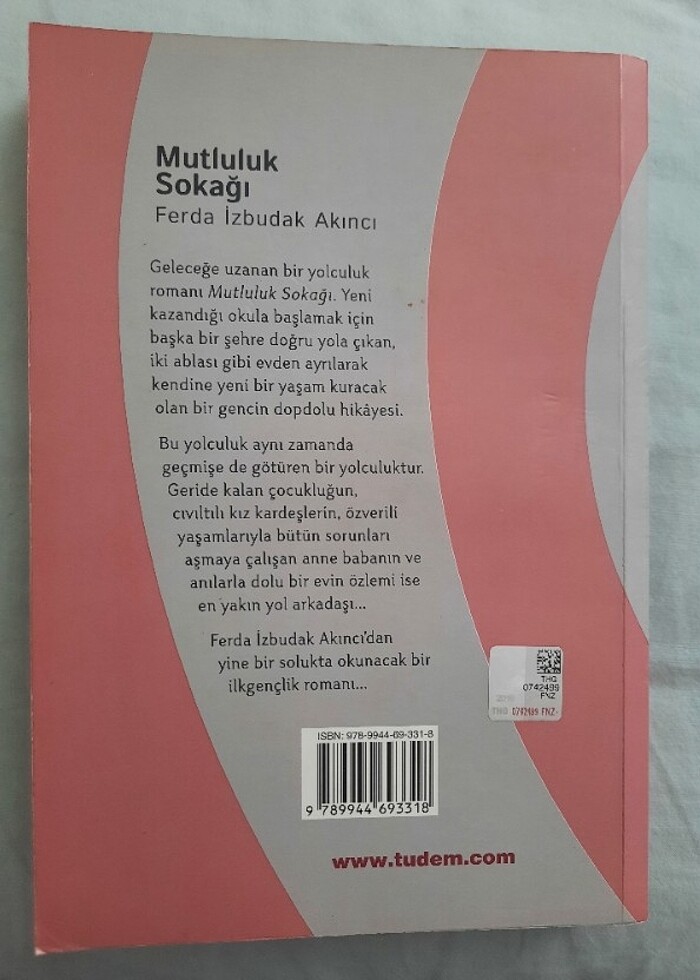 Mutluluk
Sokağı
Ferda İzbudak Akıncı
Geleceğe uzanan bir yolculuk
romanı Mutluluk Sokağı. Yeni
kazandığı okula başlamak için
başka bir şehre doğru yola çıkan,
iki ablası gibi evden ayrılarak
kendine yeni bir yaşam kuracak
olan bir gencin dopdolu hikâyesi.
Bu yolculuk aynı zamanda
geçmişe de götüren bir yolculuktur.
Geride kalan çocukluğun,
cıvıltılı kız kardeşlerin, özverili
yaşamlarıyla bütün sorunları
aşmaya çalışan anne babanın ve
anılarla dolu bir evin özlemi ise
en yakın yol arkadaşı...
Ferda İzbudak Akıncı'dan
yine bir solukta okunacak bir
ilkgençlik romanı...
THG
0742489
FNZ
THG 0742489 FNZ
ISBN: 978-9944-69-331-8
9 789944 693318
www.tudem.com